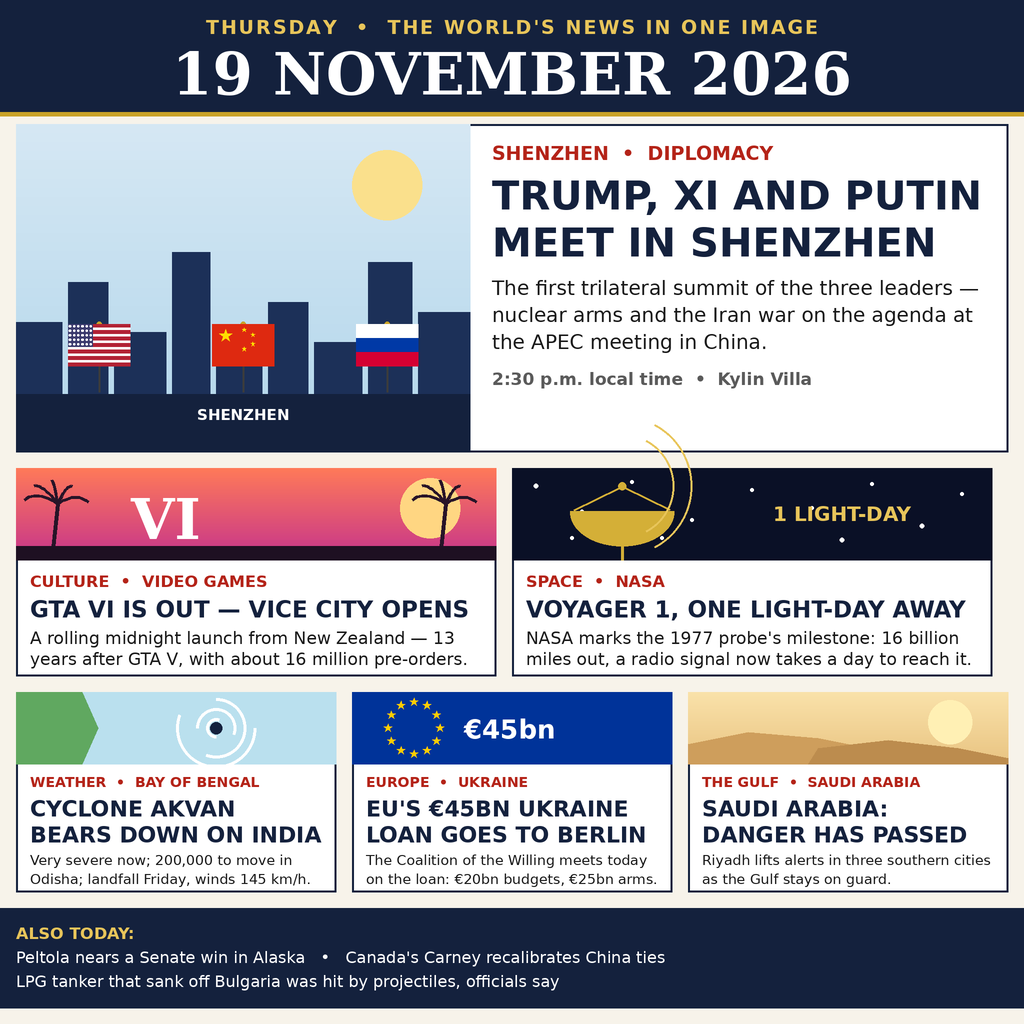 THURSDAY • THE WORLD'S NEWS IN ONE IMAGE
19 NOVEMBER 2026
SHENZHEN
SHENZHEN • DIPLOMACY
TRUMP, XI AND PUTIN
MEET IN SHENZHEN
The first trilateral summit of the three leaders —
nuclear arms and the Iran war on the agenda at
the APEC meeting in China.
2:30 p.m. local time • Kylin Villa
VI
CULTURE • VIDEO GAMES
GTA VI IS OUT — VICE CITY OPENS
A rolling midnight launch from New Zealand — 13
years after GTA V, with about 16 million pre-orders.
1 LIGHT-DAY
SPACE • NASA
VOYAGER 1, ONE LIGHT-DAY AWAY
NASA marks the 1977 probe's milestone: 16 billion
miles out, a radio signal now takes a day to reach it.
WEATHER • BAY OF BENGAL
CYCLONE AKVAN
BEARS DOWN ON INDIA
Very severe now; 200,000 to move in
Odisha; landfall Friday, winds 145 km/h.
€45bn
EUROPE • UKRAINE
EU'S €45BN UKRAINE
LOAN GOES TO BERLIN
The Coalition of the Willing meets today
on the loan: €20bn budgets, €25bn arms.
THE GULF • SAUDI ARABIA
SAUDI ARABIA:
DANGER HAS PASSED
Riyadh lifts alerts in three southern cities
as the Gulf stays on guard.
ALSO TODAY:
Peltola nears a Senate win in Alaska • Canada's Carney recalibrates China ties
LPG tanker that sank off Bulgaria was hit by projectiles, officials say